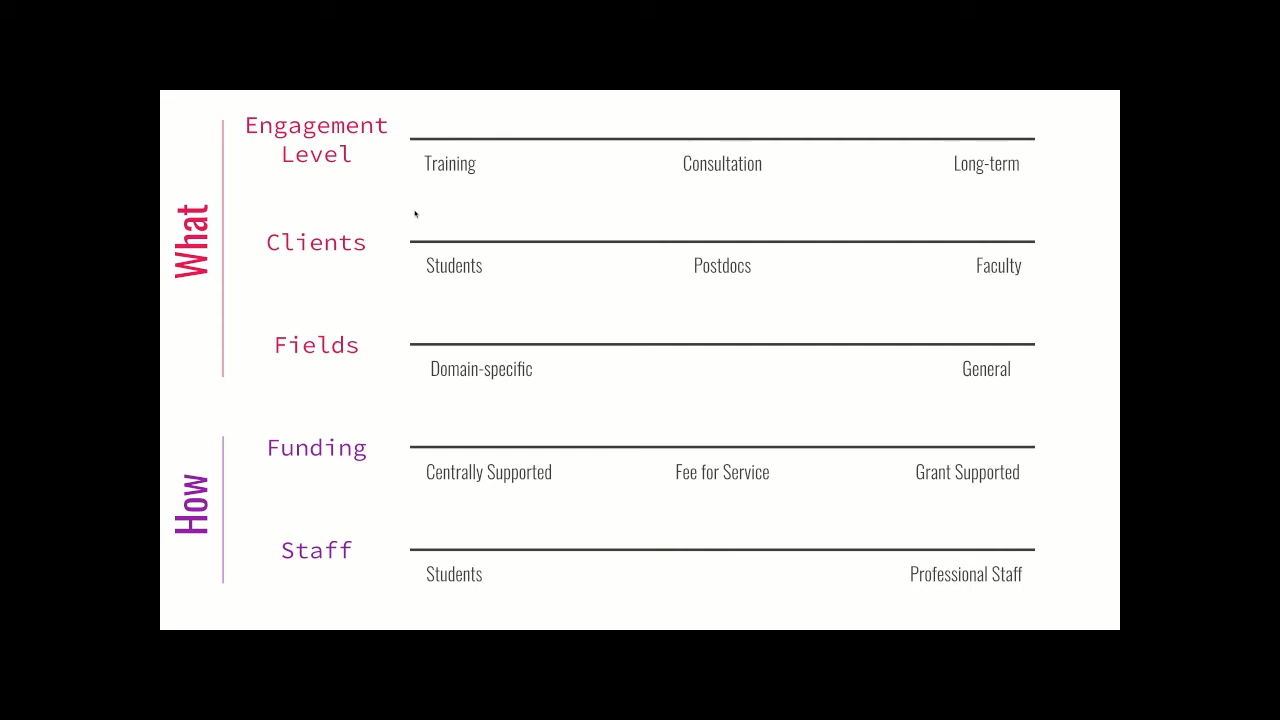 What
Engagement
Level
Training Consultation Long-term
Clients
Students Postdocs Faculty
Fields
Domain-specific General
How
Funding
Centrally Supported Fee for Service Grant Supported
Staff
Students Professional Staff